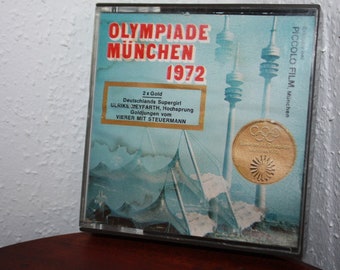 OLYMPIADE
MÜNCHEN
1972
2 x Gold
Deutschlands Supergirl
ULRIKE MEYFARTH, Hochsprung
Goldjungen vom
VIERER MIT STEUERMANN
PICCOLO FILM, München